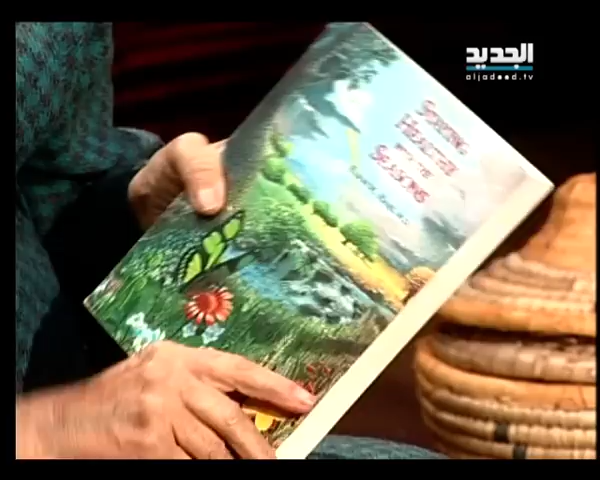 الجديد
aljadeed.tv
STAYING
HEALTHY
WITH THE
SEASONS